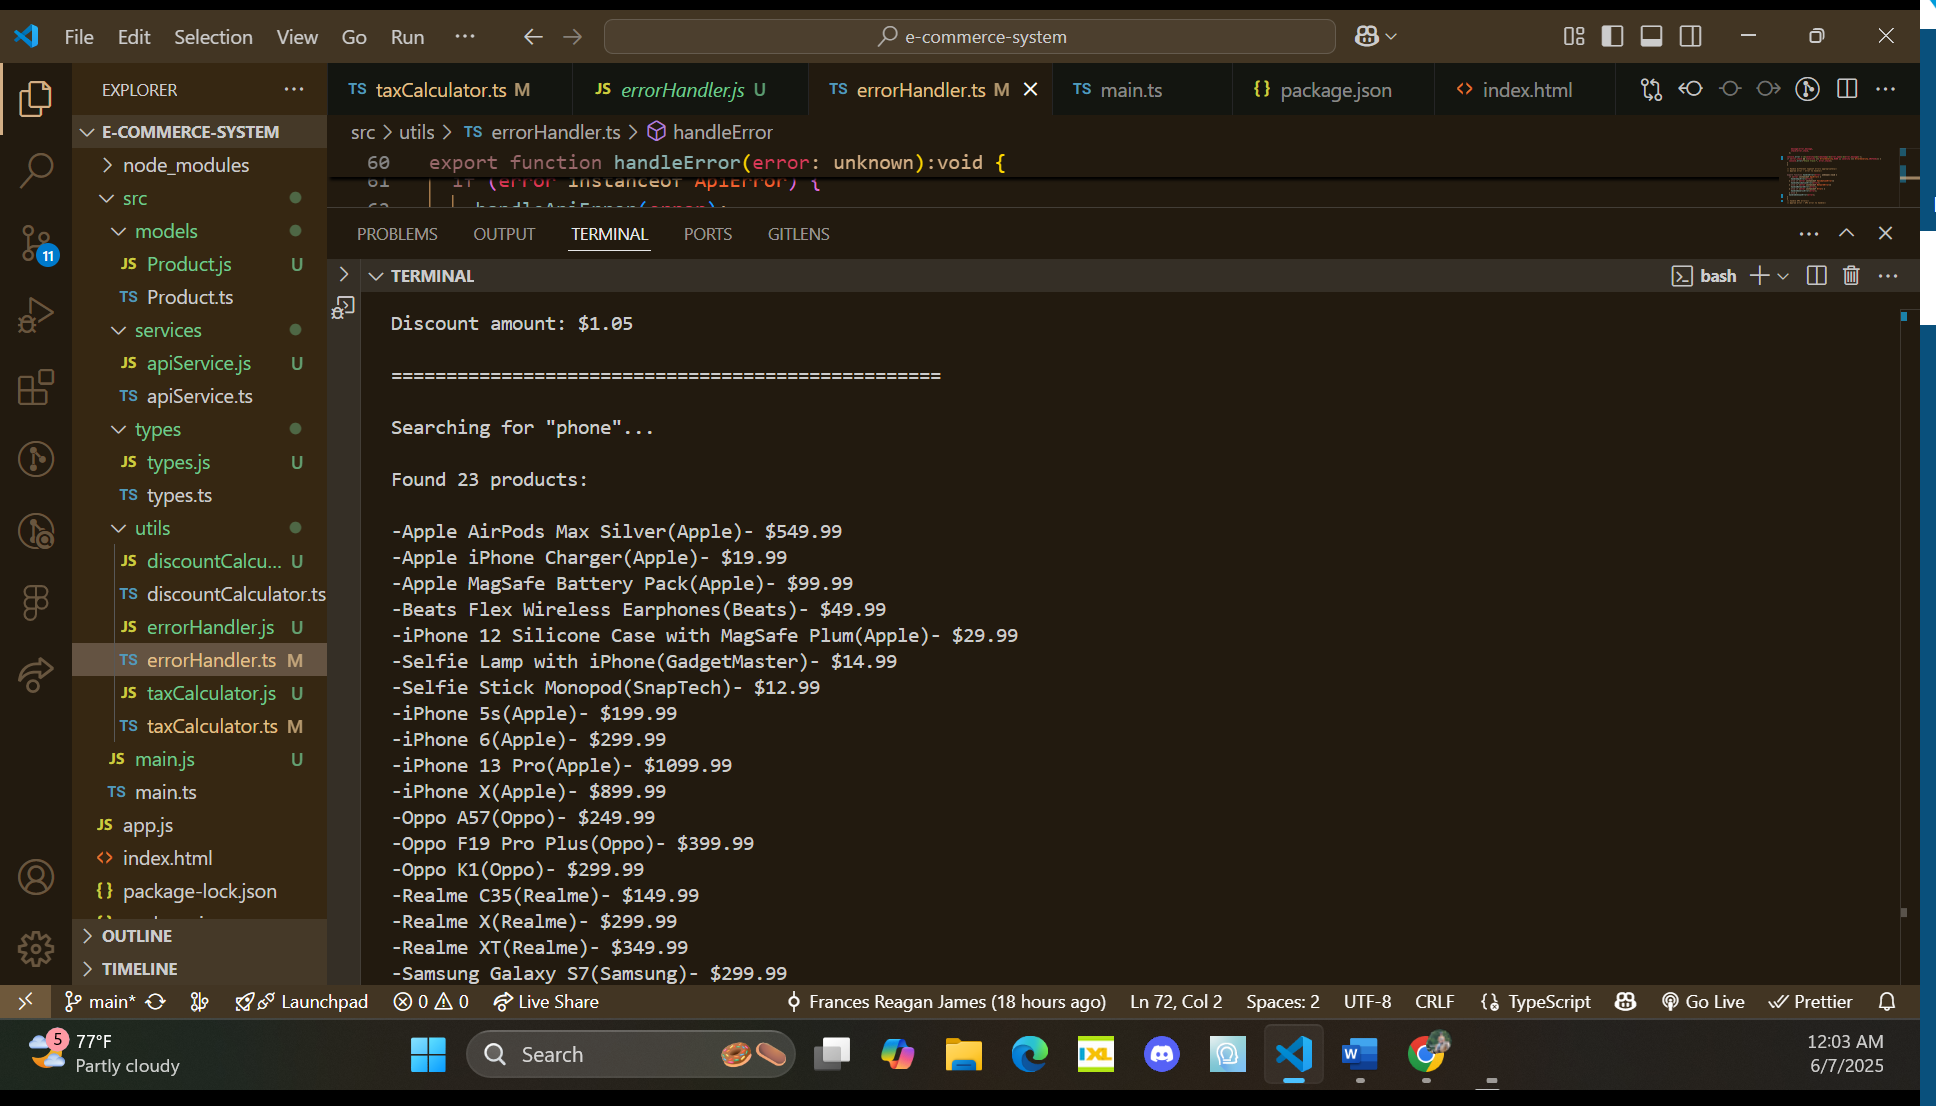 File Edit Selection View Go Run ··· e-commerce-system
EXPLORER ···
E-COMMERCE-SYSTEM
node_modules
src
models
JS Product.js U
TS Product.ts
services
JS apiService.js U
TS apiService.ts
types
JS types.js U
TS types.ts
utils
JS discountCalcu... U
TS discountCalculator.ts
JS errorHandler.js U
TS errorHandler.ts M
JS taxCalculator.js U
TS taxCalculator.ts M
JS main.js U
TS main.ts
JS app.js
<> index.html
{} package-lock.json
OUTLINE
TIMELINE
11
TS taxCalculator.ts M JS errorHandler.js U TS errorHandler.ts M TS main.ts {} package.json <> index.html
src > utils > TS errorHandler.ts > handleError
60 export function handleError(error: unknown):void {
61 if (error instanceof ApiError) {
62 handleApiError(error);
PROBLEMS OUTPUT TERMINAL PORTS GITLENS
TERMINAL bash
Discount amount: $1.05
==================================================
Searching for "phone"...
Found 23 products:
-Apple AirPods Max Silver(Apple)- $549.99
-Apple iPhone Charger(Apple)- $19.99
-Apple MagSafe Battery Pack(Apple)- $99.99
-Beats Flex Wireless Earphones(Beats)- $49.99
-iPhone 12 Silicone Case with MagSafe Plum(Apple)- $29.99
-Selfie Lamp with iPhone(GadgetMaster)- $14.99
-Selfie Stick Monopod(SnapTech)- $12.99
-iPhone 5s(Apple)- $199.99
-iPhone 6(Apple)- $299.99
-iPhone 13 Pro(Apple)- $1099.99
-iPhone X(Apple)- $899.99
-Oppo A57(Oppo)- $249.99
-Oppo F19 Pro Plus(Oppo)- $399.99
-Oppo K1(Oppo)- $299.99
-Realme C35(Realme)- $149.99
-Realme X(Realme)- $299.99
-Realme XT(Realme)- $349.99
-Samsung Galaxy S7(Samsung)- $299.99
main* Launchpad 0 0 Live Share Frances Reagan James (18 hours ago) Ln 72, Col 2 Spaces: 2 UTF-8 CRLF TypeScript Go Live Prettier
5 77°F
Partly cloudy
Search
IXL
W
12:03 AM
6/7/2025